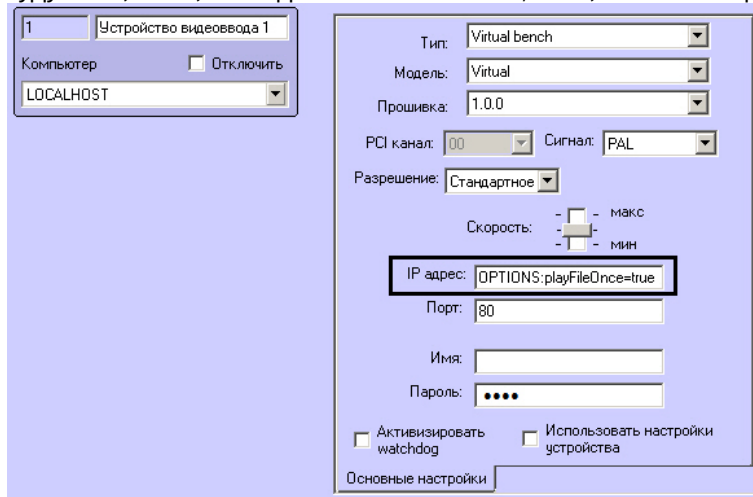 1 Устройство видеоввода 1
Компьютер Отключить
LOCALHOST
Тип: Virtual bench
Модель: Virtual
Прошивка: 1.0.0
PCI канал: 00 Сигнал: PAL
Разрешение: Стандартное
Скорость: макс
мин
IP адрес: OPTIONS:playFileOnce=true
Порт: 80
Имя:
Пароль: ••••
Активизировать watchdog
Использовать настройки устройства
Основные настройки